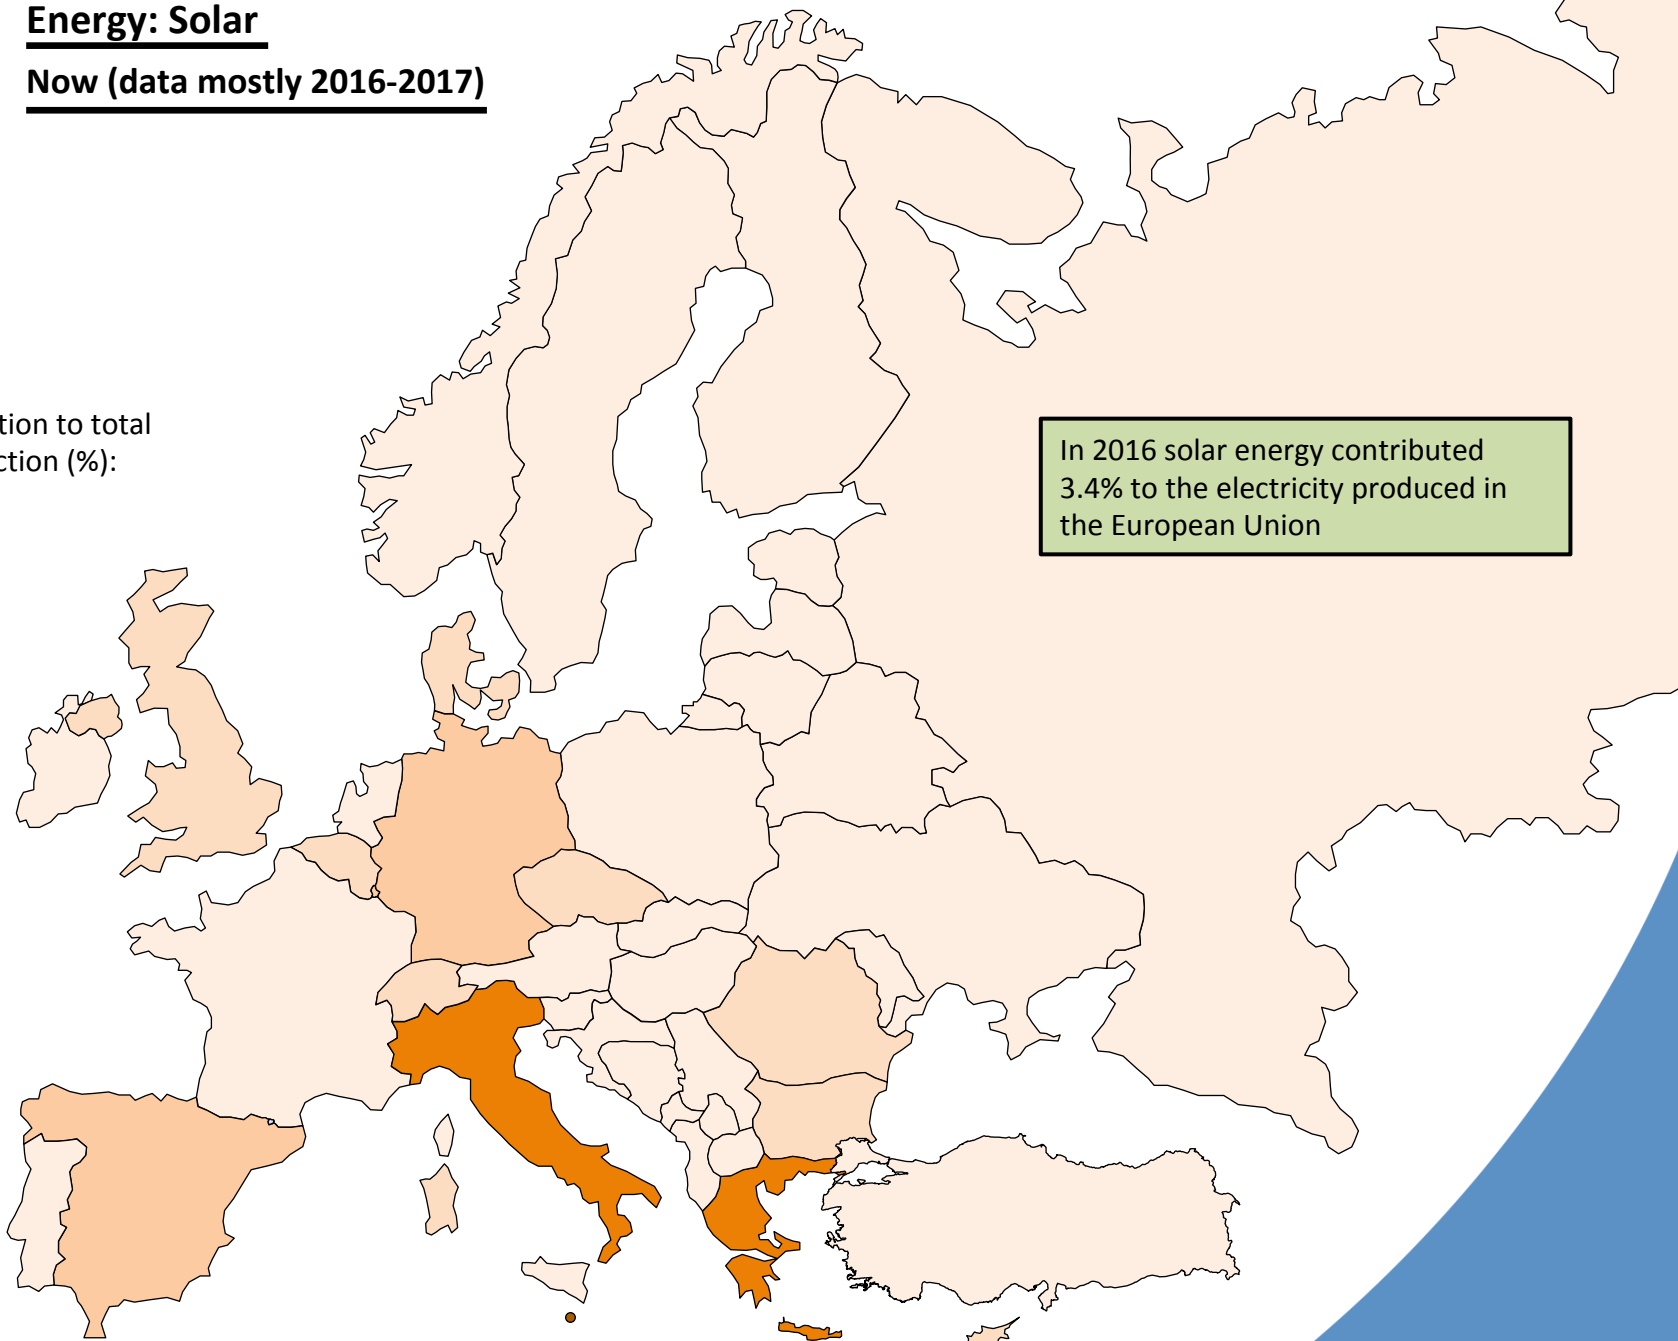 Energy: Solar
Now (data mostly 2016-2017)
tion to total
ction (%):
In 2016 solar energy contributed
3.4% to the electricity produced in
the European Union